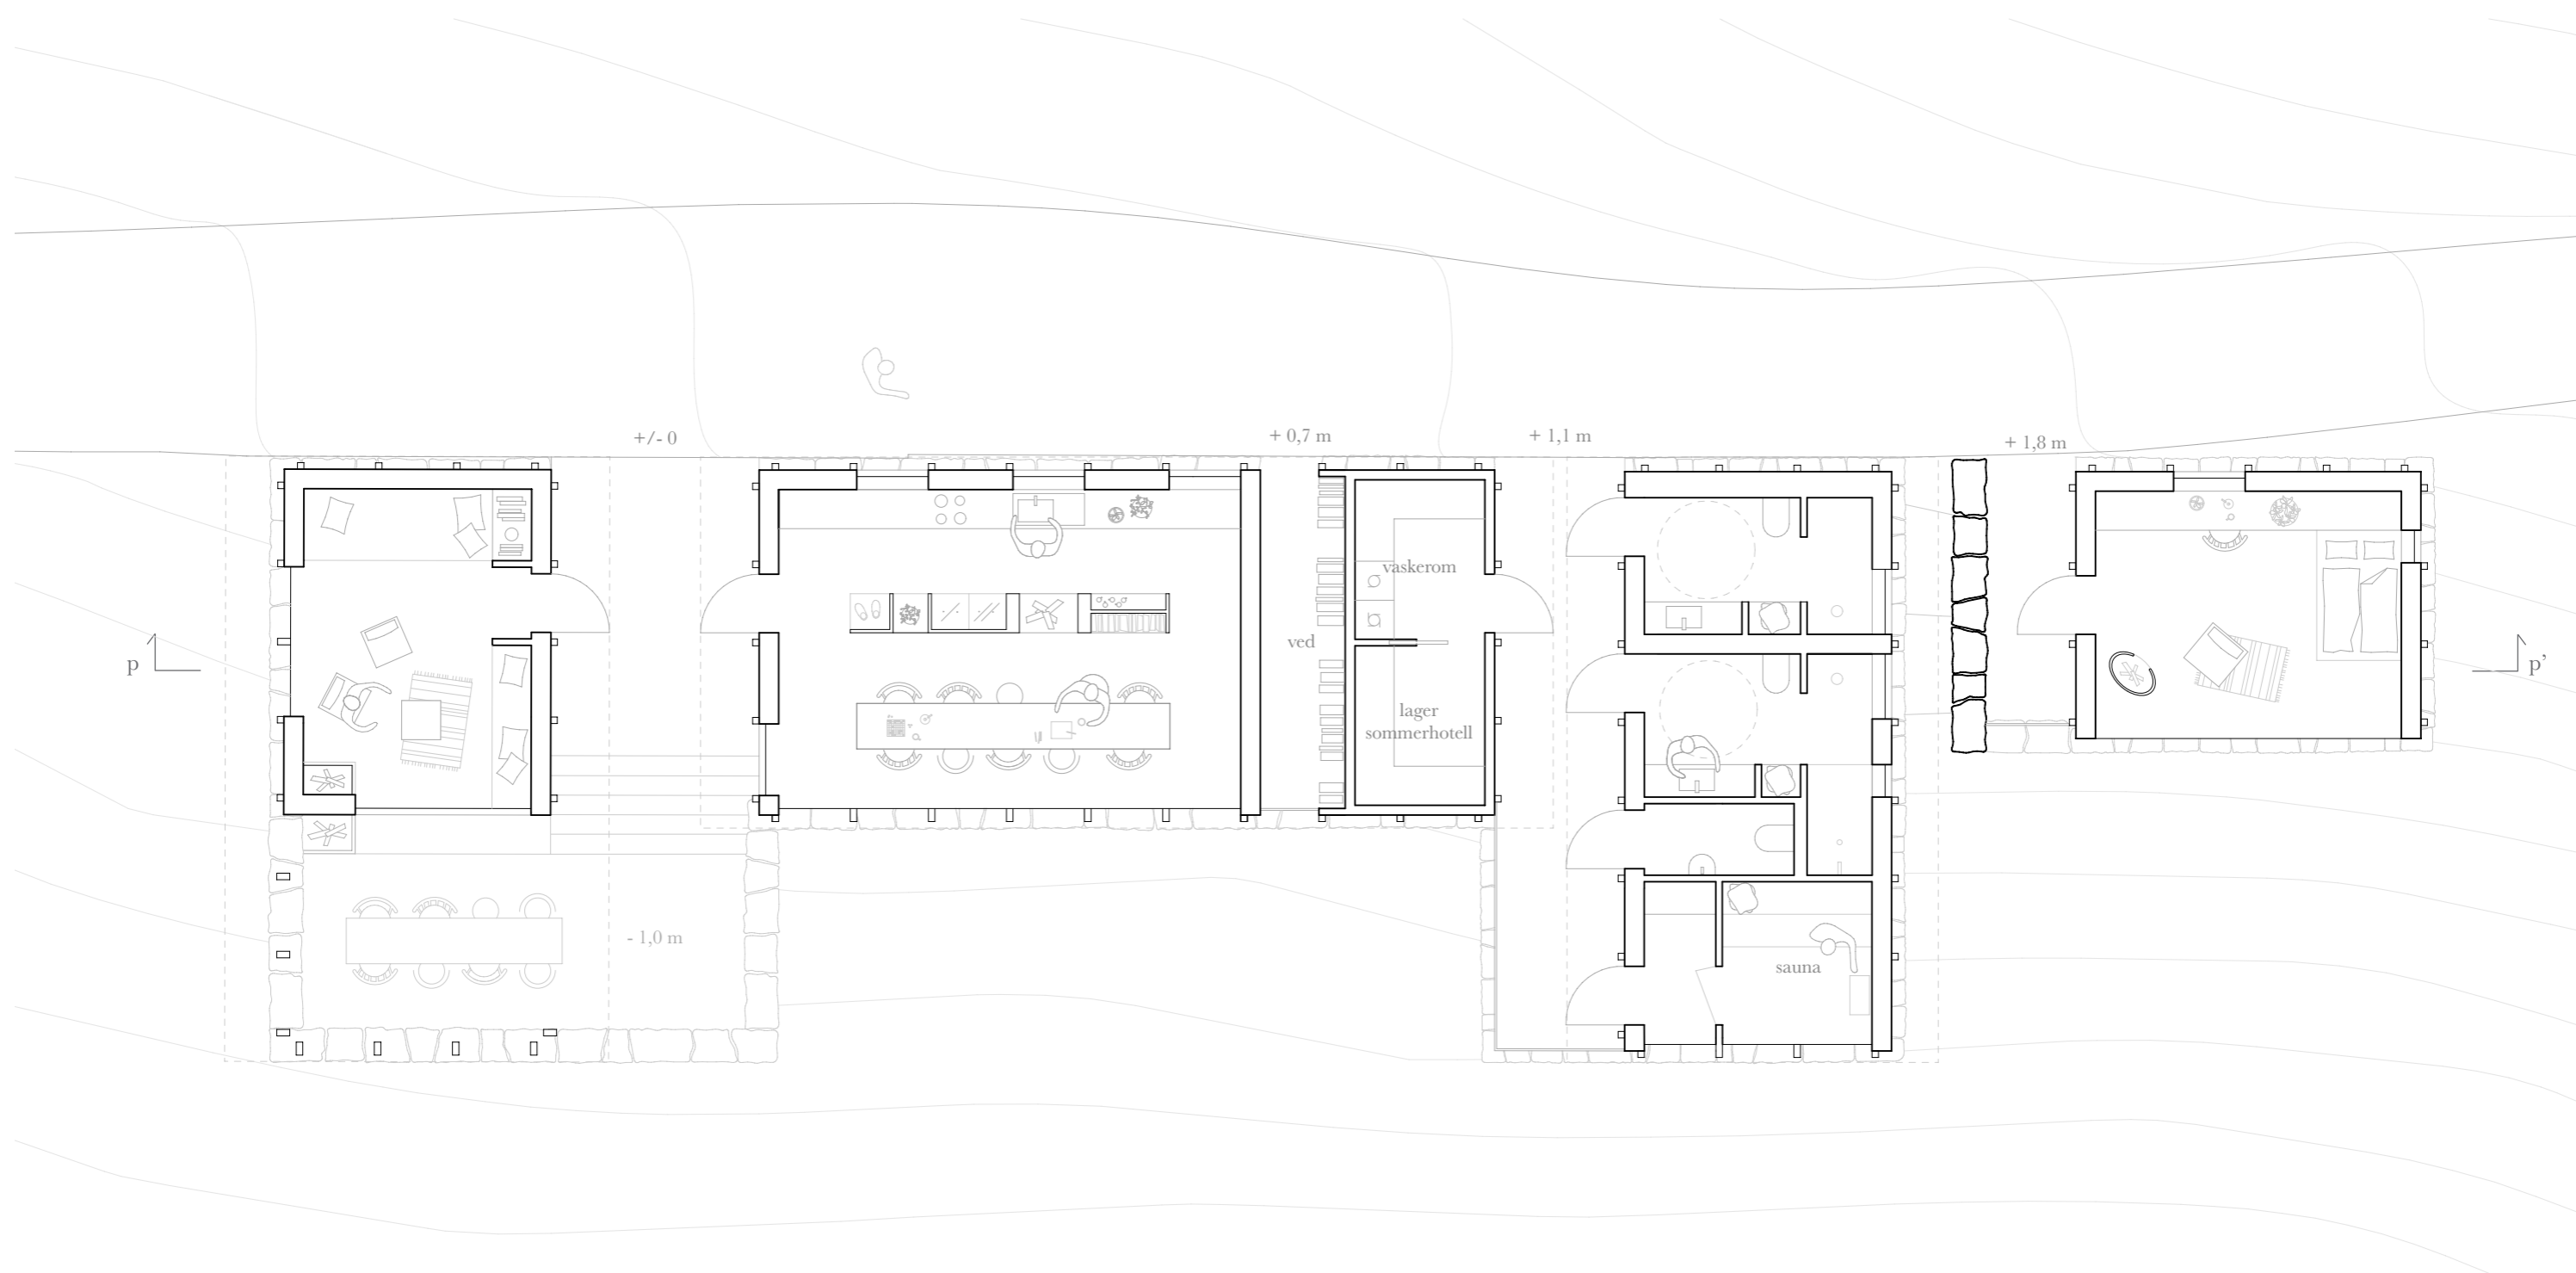 +/- 0
+ 0,7 m
+ 1,1 m
+ 1,8 m
vaskerom
ved
p
p'
lager
sommerhotell
- 1,0 m
sauna